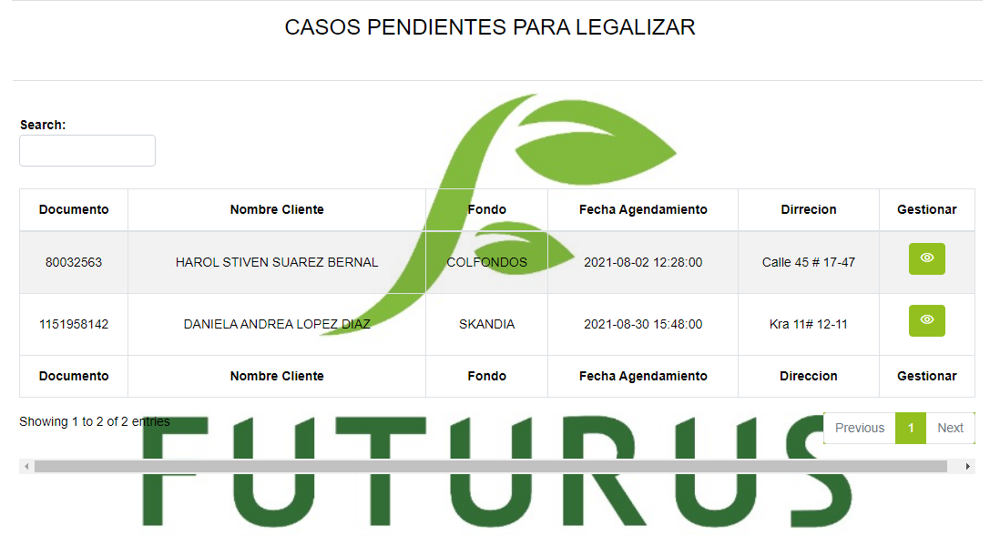 CASOS PENDIENTES PARA LEGALIZAR
Search:
Documento Nombre Cliente Fondo Fecha Agendamiento Dirrecion Gestionar
80032563 HAROL STIVEN SUAREZ BERNAL COLFONDOS 2021-08-02 12:28:00 Calle 45 # 17-47
1151958142 DANIELA ANDREA LOPEZ DIAZ SKANDIA 2021-08-30 15:48:00 Kra 11# 12-11
Documento Nombre Cliente Fondo Fecha Agendamiento Direccion Gestionar
Showing 1 to 2 of 2 entries Previous 1 Next
FUTURUS